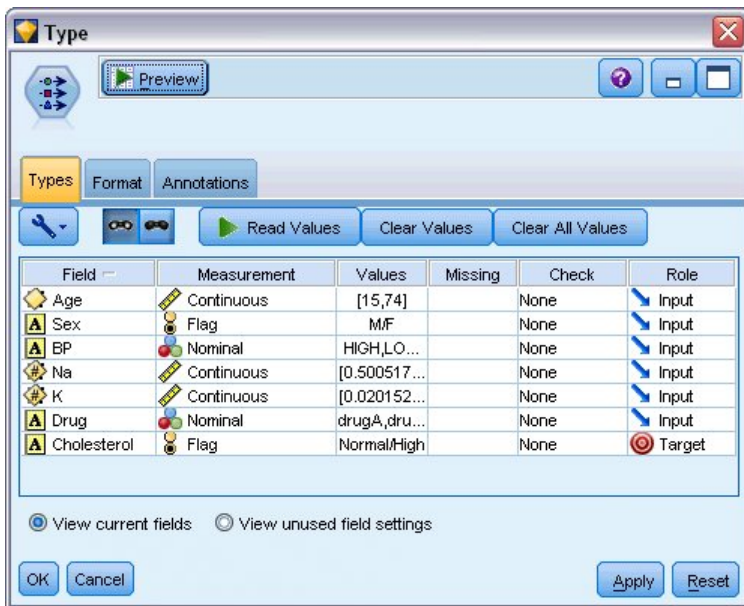 Type
Preview
Types Format Annotations
Read Values Clear Values Clear All Values
Field Measurement Values Missing Check Role
Age Continuous [15,74] None Input
A Sex Flag M/F None Input
A BP Nominal HIGH,LO... None Input
# Na Continuous [0.500517... None Input
# K Continuous [0.020152... None Input
A Drug Nominal drugA,dru... None Input
A Cholesterol Flag Normal/High None Target
View current fields View unused field settings
OK Cancel Apply Reset